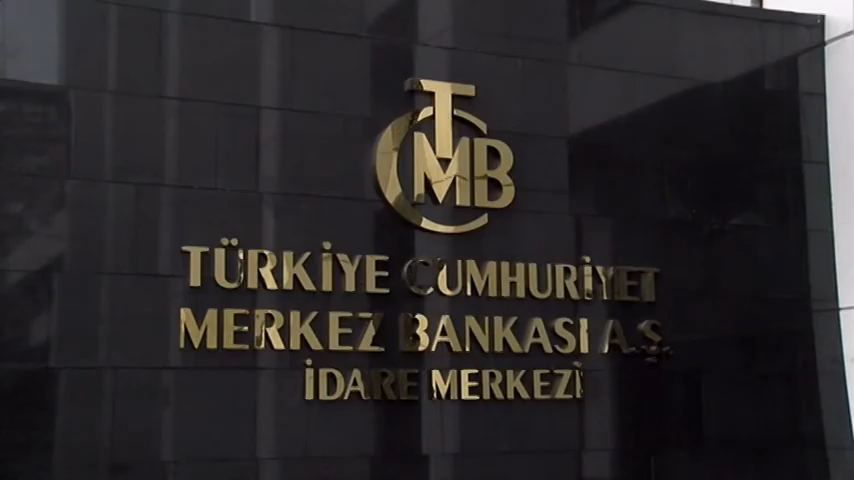 TCMB
TÜRKİYE CUMHURİYET
MERKEZ BANKASI A.Ş.
İDARE MERKEZİ